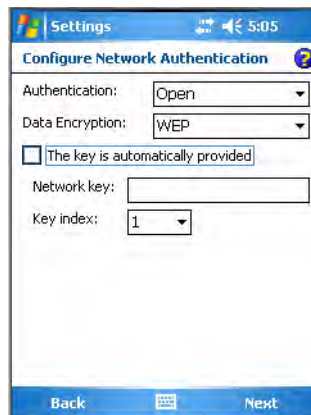 Settings 5:05
Configure Network Authentication ?
Authentication: Open
Data Encryption: WEP
The key is automatically provided
Network key:
Key index: 1
Back Next